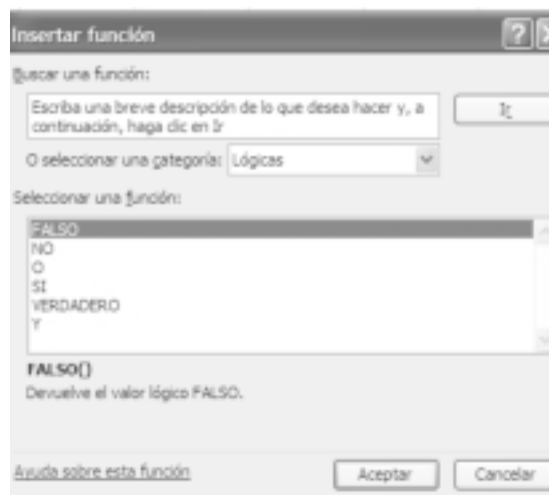 Insertar función
Buscar una función:
Escriba una breve descripción de lo que desea hacer y, a
continuación, haga clic en Ir
Ir
O seleccionar una categoría: Lógicas
Seleccionar una función:
FALSO
NO
O
SI
VERDADERO
Y
FALSO()
Devuelve el valor lógico FALSO.
Ayuda sobre esta función
Aceptar
Cancelar